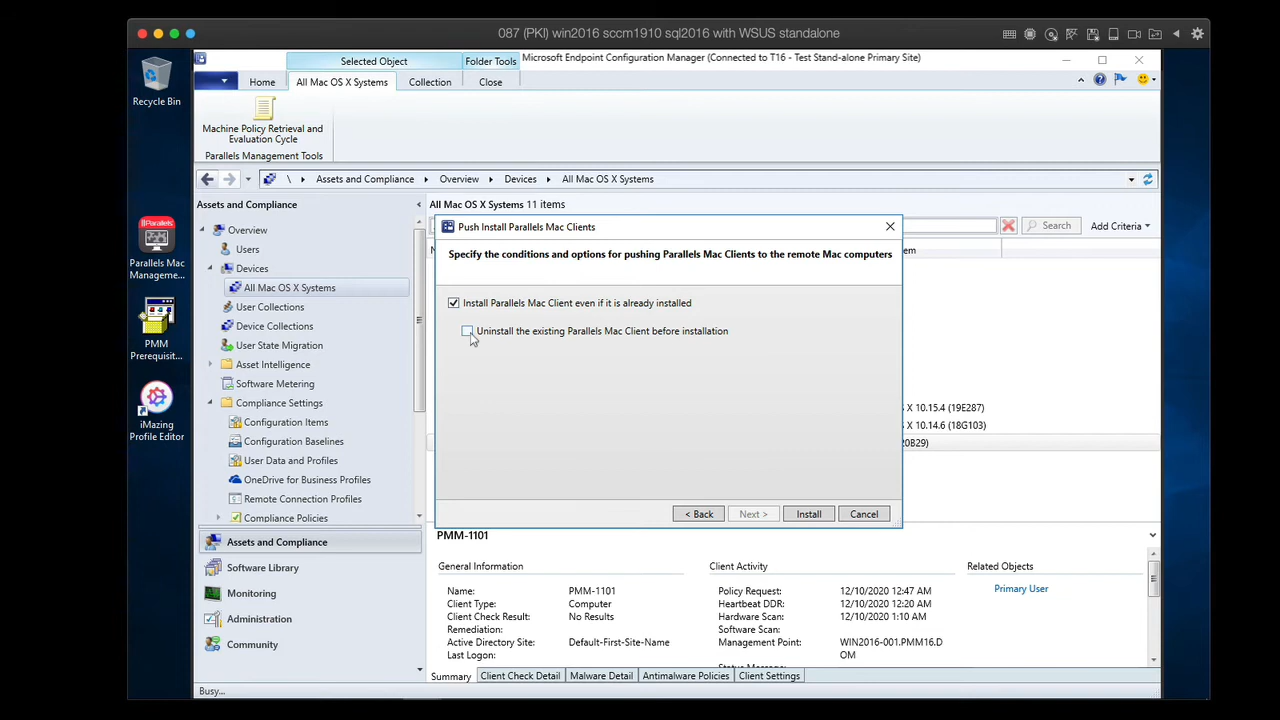 087 (PKI) win2016 sccm1910 sql2016 with WSUS standalone
Recycle Bin
Parallels
Parallels Mac
Manageme...
PMM
Prerequisit...
iMazing
Profile Editor
Selected Object
Folder Tools
Microsoft Endpoint Configuration Manager (Connected to T16 - Test Stand-alone Primary Site)
Home
All Mac OS X Systems
Collection
Close
Machine Policy Retrieval and
Evaluation Cycle
Parallels Management Tools
\ Assets and Compliance Overview Devices All Mac OS X Systems
Assets and Compliance
Overview
Users
Devices
All Mac OS X Systems
User Collections
Device Collections
User State Migration
Asset Intelligence
Software Metering
Compliance Settings
Configuration Items
Configuration Baselines
User Data and Profiles
OneDrive for Business Profiles
Remote Connection Profiles
Compliance Policies
Assets and Compliance
Software Library
Monitoring
Administration
Community
Busy...
All Mac OS X Systems 11 items
Search
Add Criteria
em
Push Install Parallels Mac Clients
Specify the conditions and options for pushing Parallels Mac Clients to the remote Mac computers
Install Parallels Mac Client even if it is already installed
Uninstall the existing Parallels Mac Client before installation
< Back
Next >
Install
Cancel
X 10.15.4 (19E287)
X 10.14.6 (18G103)
20B29)
PMM-1101
General Information
Name: PMM-1101
Client Type: Computer
Client Check Result: No Results
Remediation:
Active Directory Site: Default-First-Site-Name
Last Logon:
Client Activity
Policy Request: 12/10/2020 12:47 AM
Heartbeat DDR: 12/10/2020 12:20 AM
Hardware Scan: 12/10/2020 1:10 AM
Software Scan:
Management Point: WIN2016-001.PMM16.D
OM
Related Objects
Primary User
Summary
Client Check Detail
Malware Detail
Antimalware Policies
Client Settings